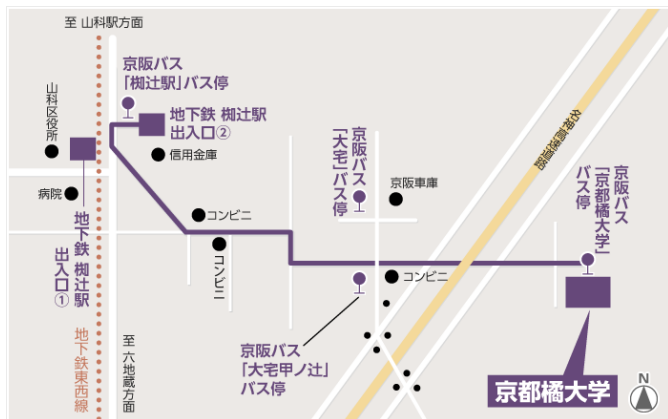 至 山科駅方面
京阪バス
「椥辻駅」バス停
地下鉄 椥辻駅
出入口②
山科区役所
信用金庫
病院
地下鉄 椥辻駅
出入口①
コンビニ
コンビニ
京阪バス
「大宅」バス停
京阪車庫
名神高速道路
京阪バス
「京都橘大学」
バス停
コンビニ
京阪バス
「大宅甲ノ辻」
バス停
地下鉄東西線
至 六地蔵方面
京都橘大学
N